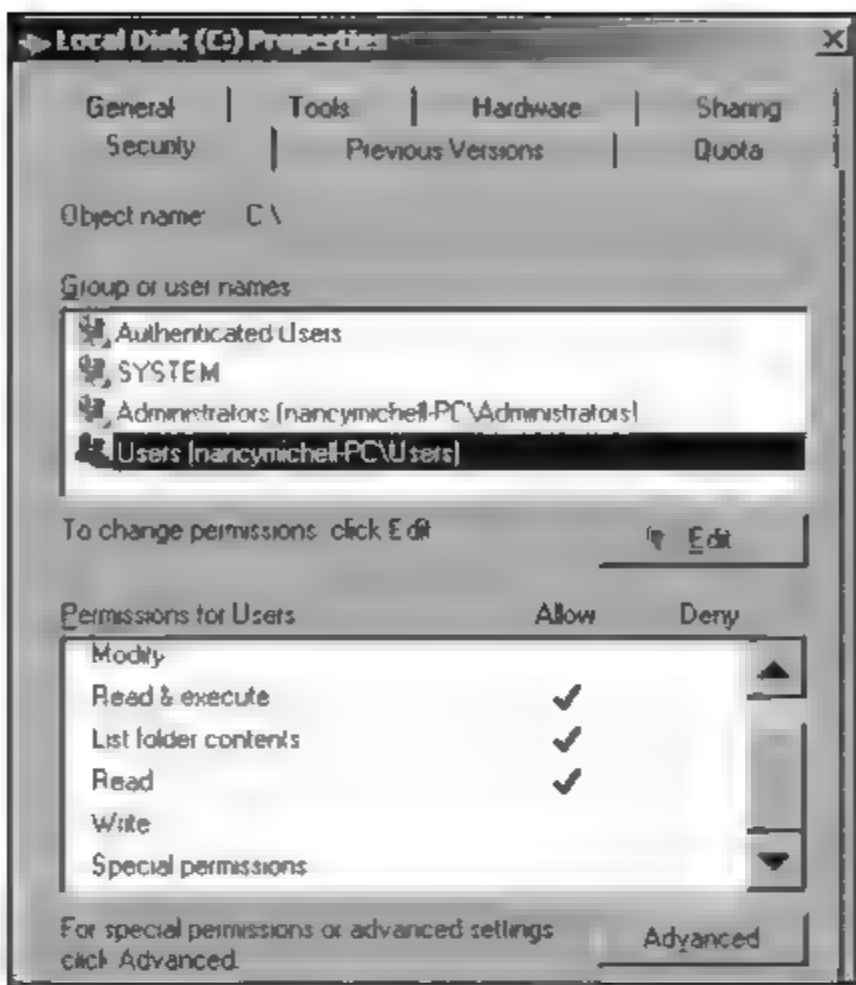 Local Disk (C:) Properties
General Tools Hardware Sharing
Security Previous Versions Quota
Object name: C:\
Group or user names
Authenticated Users
SYSTEM
Administrators (nancymichell-PC\Administrators)
Users (nancymichell-PC\Users)
To change permissions click Edit
Edit
Permissions for Users Allow Deny
Modify
Read & execute
List folder contents
Read
Write
Special permissions
For special permissions or advanced settings
click Advanced.
Advanced